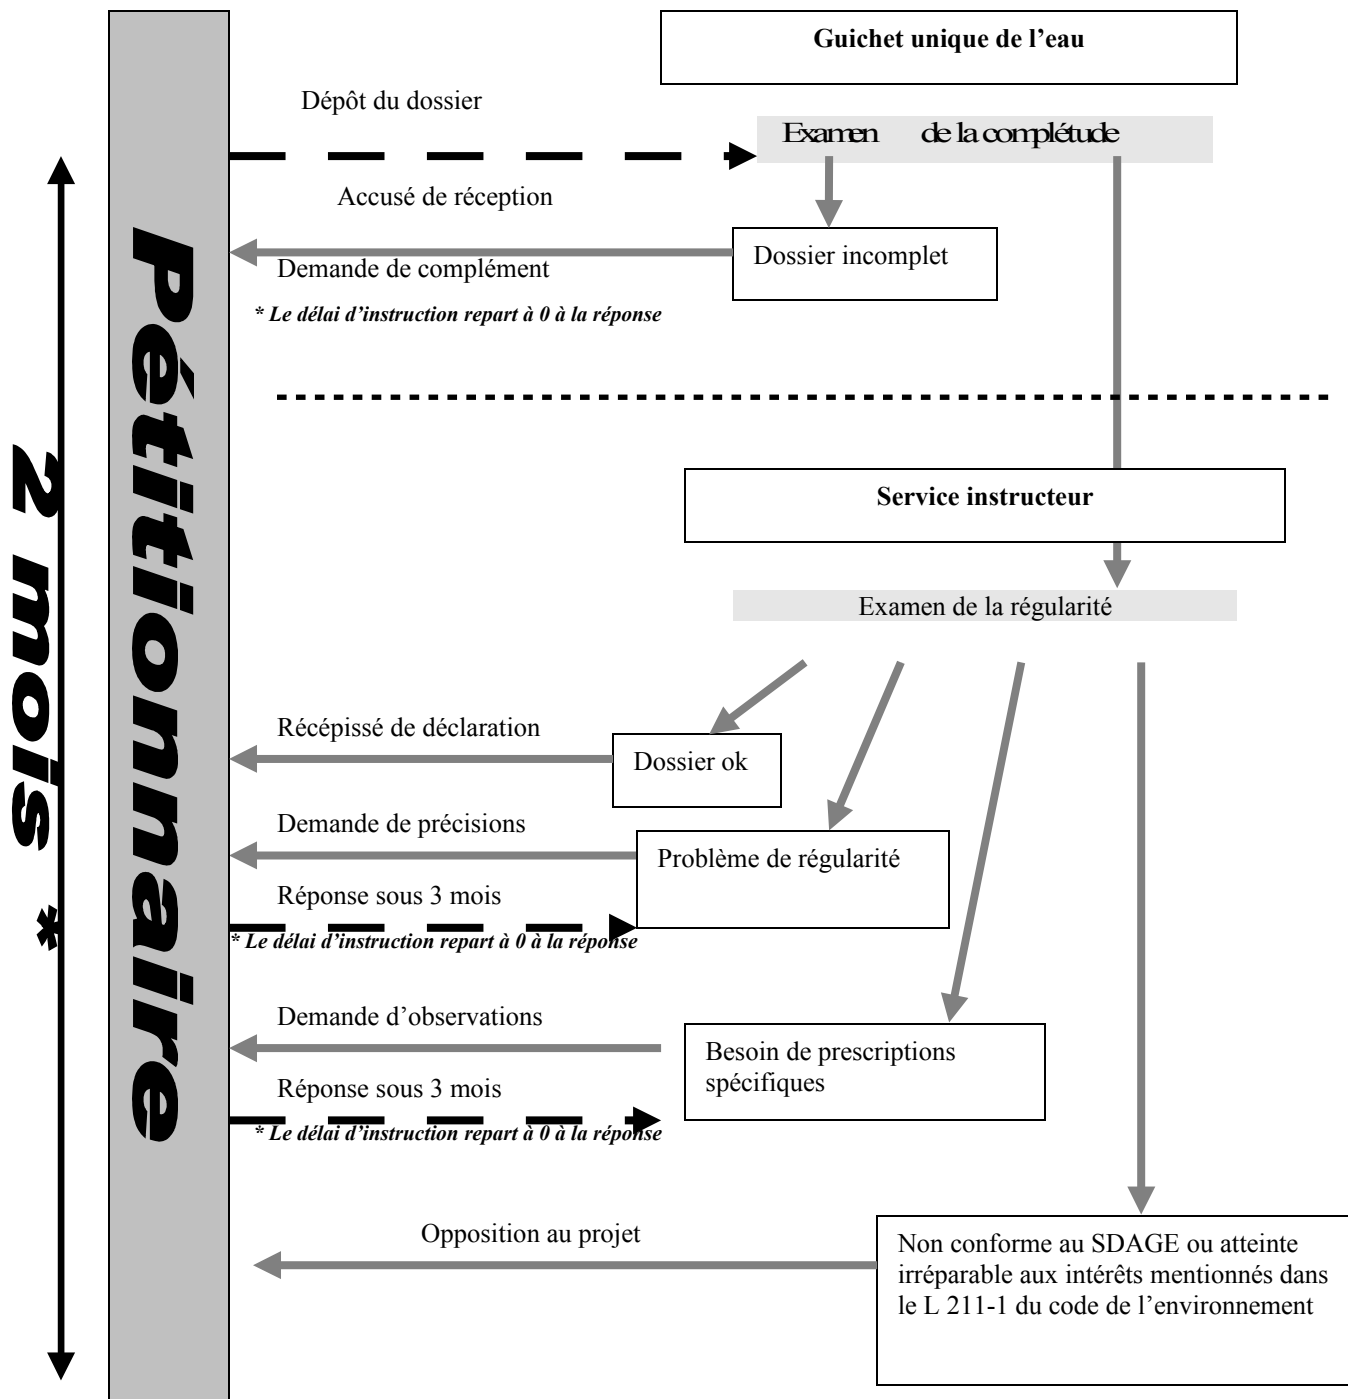 Guichet unique de l’eau
Dépôt du dossier
Examen de la complétude
Accusé de réception
Dossier incomplet
Demande de complément
* Le délai d’instruction repart à 0 à la réponse
Pétitionnaire
2 mois *
Service instructeur
Examen de la régularité
Récépissé de déclaration
Dossier ok
Demande de précisions
Problème de régularité
Réponse sous 3 mois
* Le délai d’instruction repart à 0 à la réponse
Demande d’observations
Besoin de prescriptions
spécifiques
Réponse sous 3 mois
* Le délai d’instruction repart à 0 à la réponse
Opposition au projet
Non conforme au SDAGE ou atteinte
irréparable aux intérêts mentionnés dans
le L 211-1 du code de l’environnement